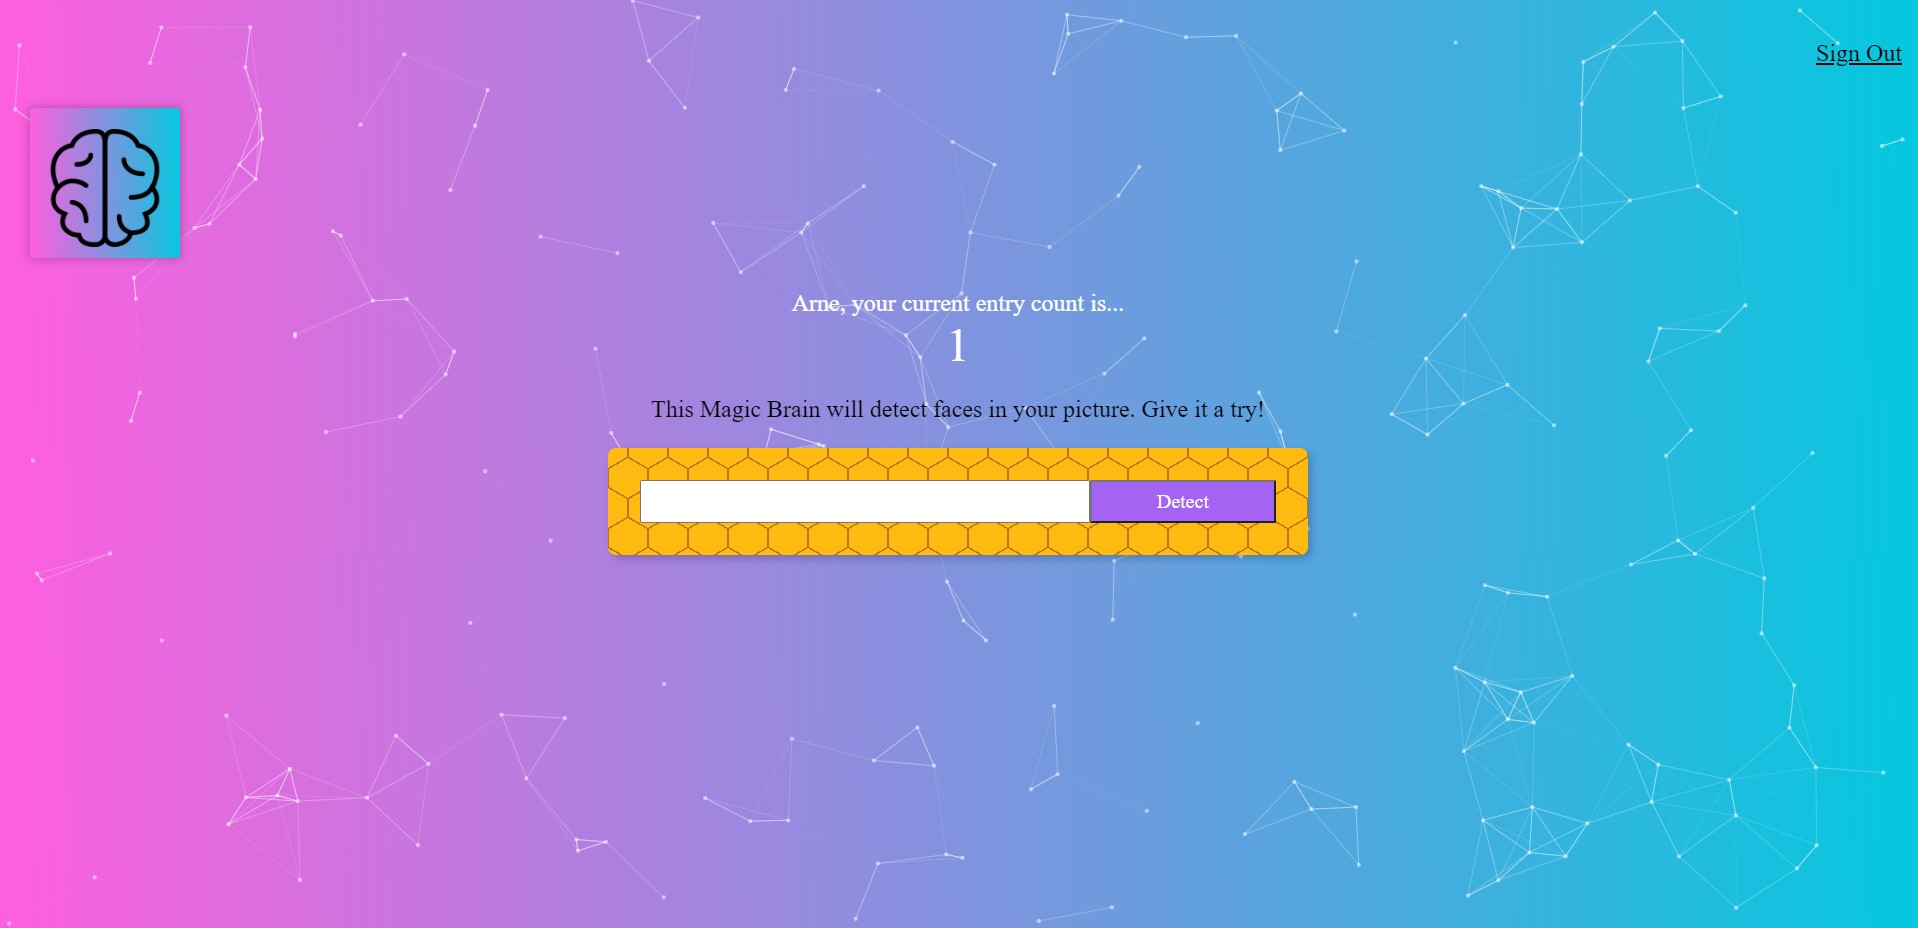 Sign Out
Arne, your current entry count is...
1
This Magic Brain will detect faces in your picture. Give it a try!
Detect